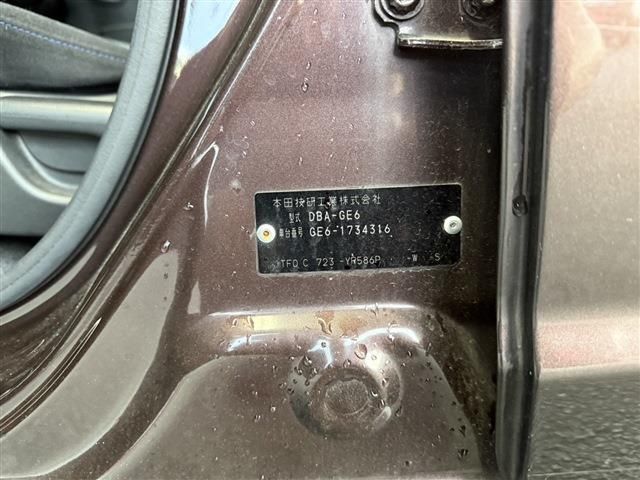 本田技研工業株式会社
型式 DBA-GE6
車台番号 GE6-1734316
TFO C 723 -YR586P -W -S